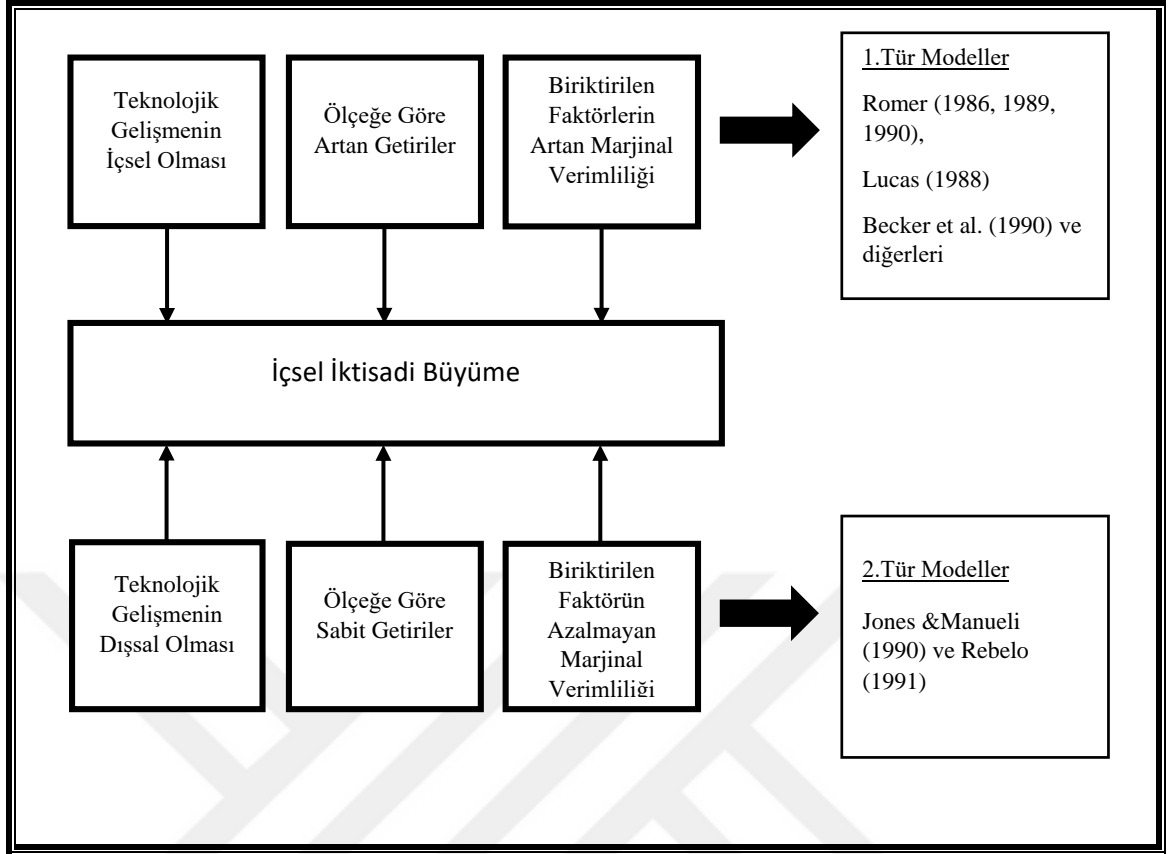 Teknolojik
Gelişmenin
İçsel Olması
Ölçeğe Göre
Artan Getiriler
Biriktirilen
Faktörlerin
Artan Marjinal
Verimliliği
1.Tür Modeller
Romer (1986, 1989,
1990),
Lucas (1988)
Becker et al. (1990) ve
diğerleri
İçsel İktisadi Büyüme
Teknolojik
Gelişmenin
Dışsal Olması
Ölçeğe Göre
Sabit Getiriler
Biriktirilen
Faktörün
Azalmayan
Marjinal
Verimliliği
2.Tür Modeller
Jones &Manueli
(1990) ve Rebelo
(1991)